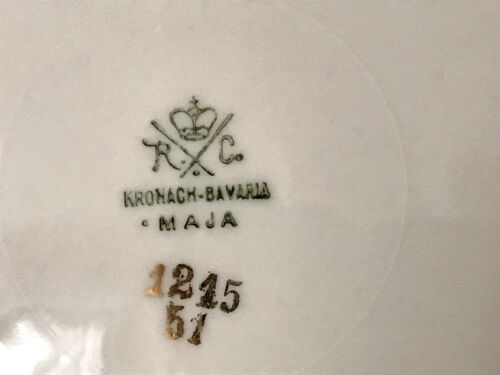 R. C.
KRONACH-BAVARIA
· MAJA
1215
51